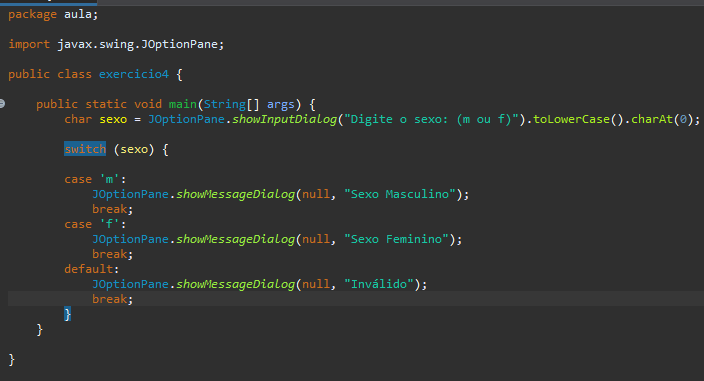 package aula;
import javax.swing.JOptionPane;
public class exercicio4 {
public static void main(String[] args) {
char sexo = JOptionPane.showInputDialog("Digite o sexo: (m ou f)").toLowerCase().charAt(0);
switch (sexo) {
case 'm':
JOptionPane.showMessageDialog(null, "Sexo Masculino");
break;
case 'f':
JOptionPane.showMessageDialog(null, "Sexo Feminino");
break;
default:
JOptionPane.showMessageDialog(null, "Inválido");
break;
}
}
}